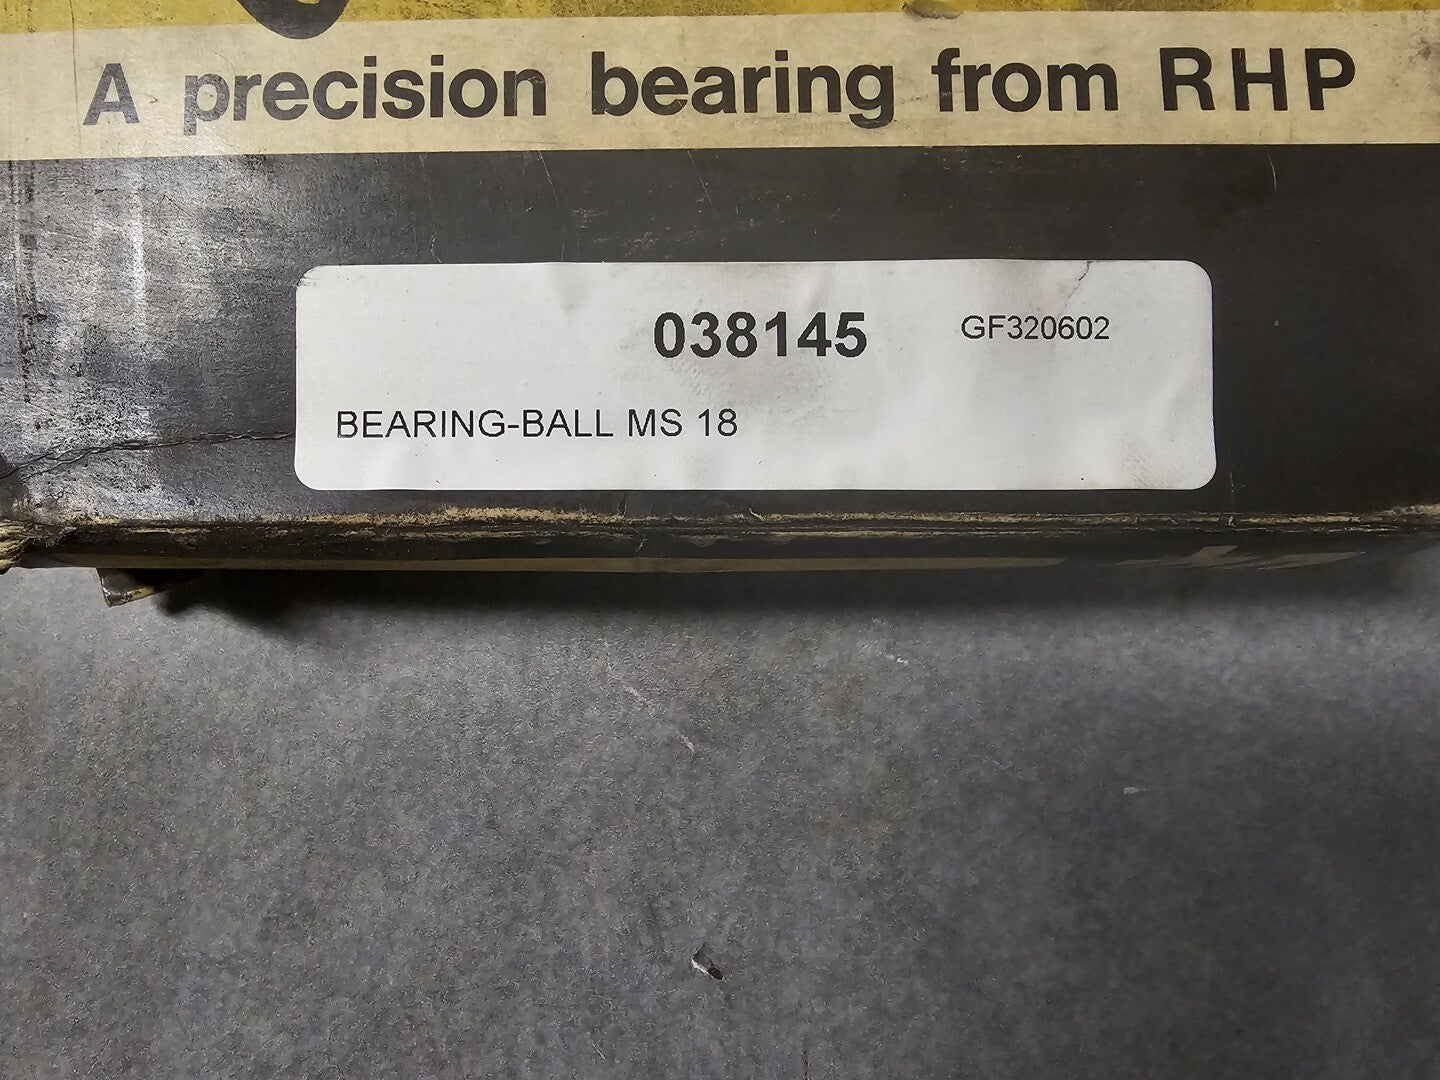 A precision bearing from RHP
038145 GF320602
BEARING-BALL MS 18